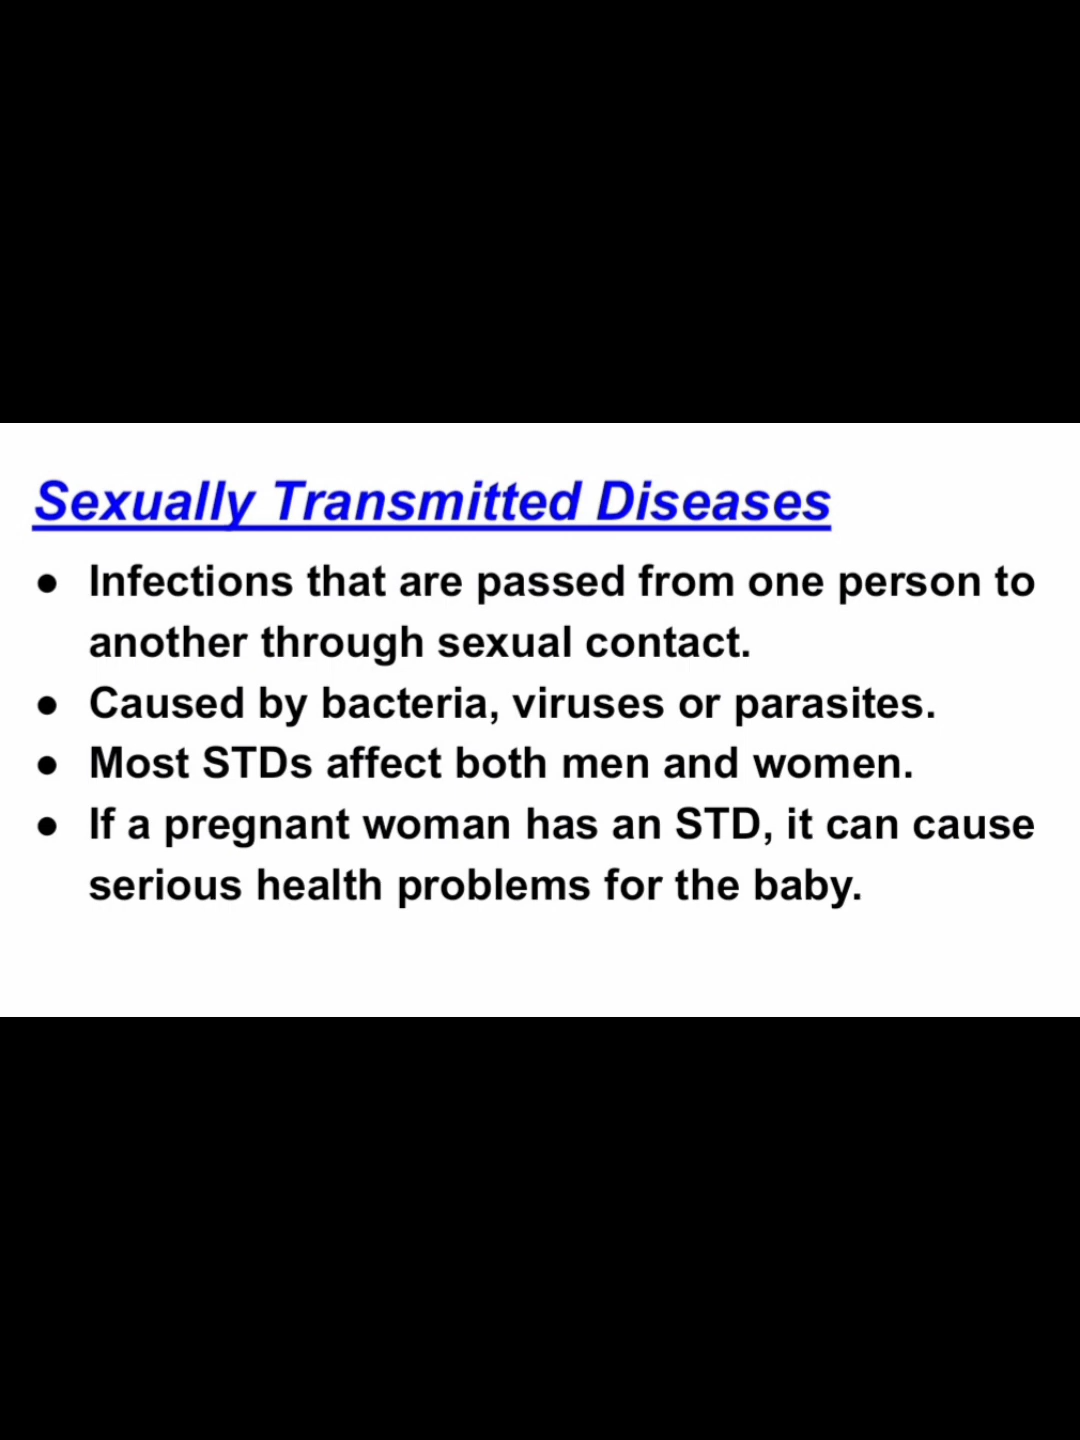 Sexually Transmitted Diseases
● Infections that are passed from one person to
another through sexual contact.
● Caused by bacteria, viruses or parasites.
● Most STDs affect both men and women.
● If a pregnant woman has an STD, it can cause
serious health problems for the baby.